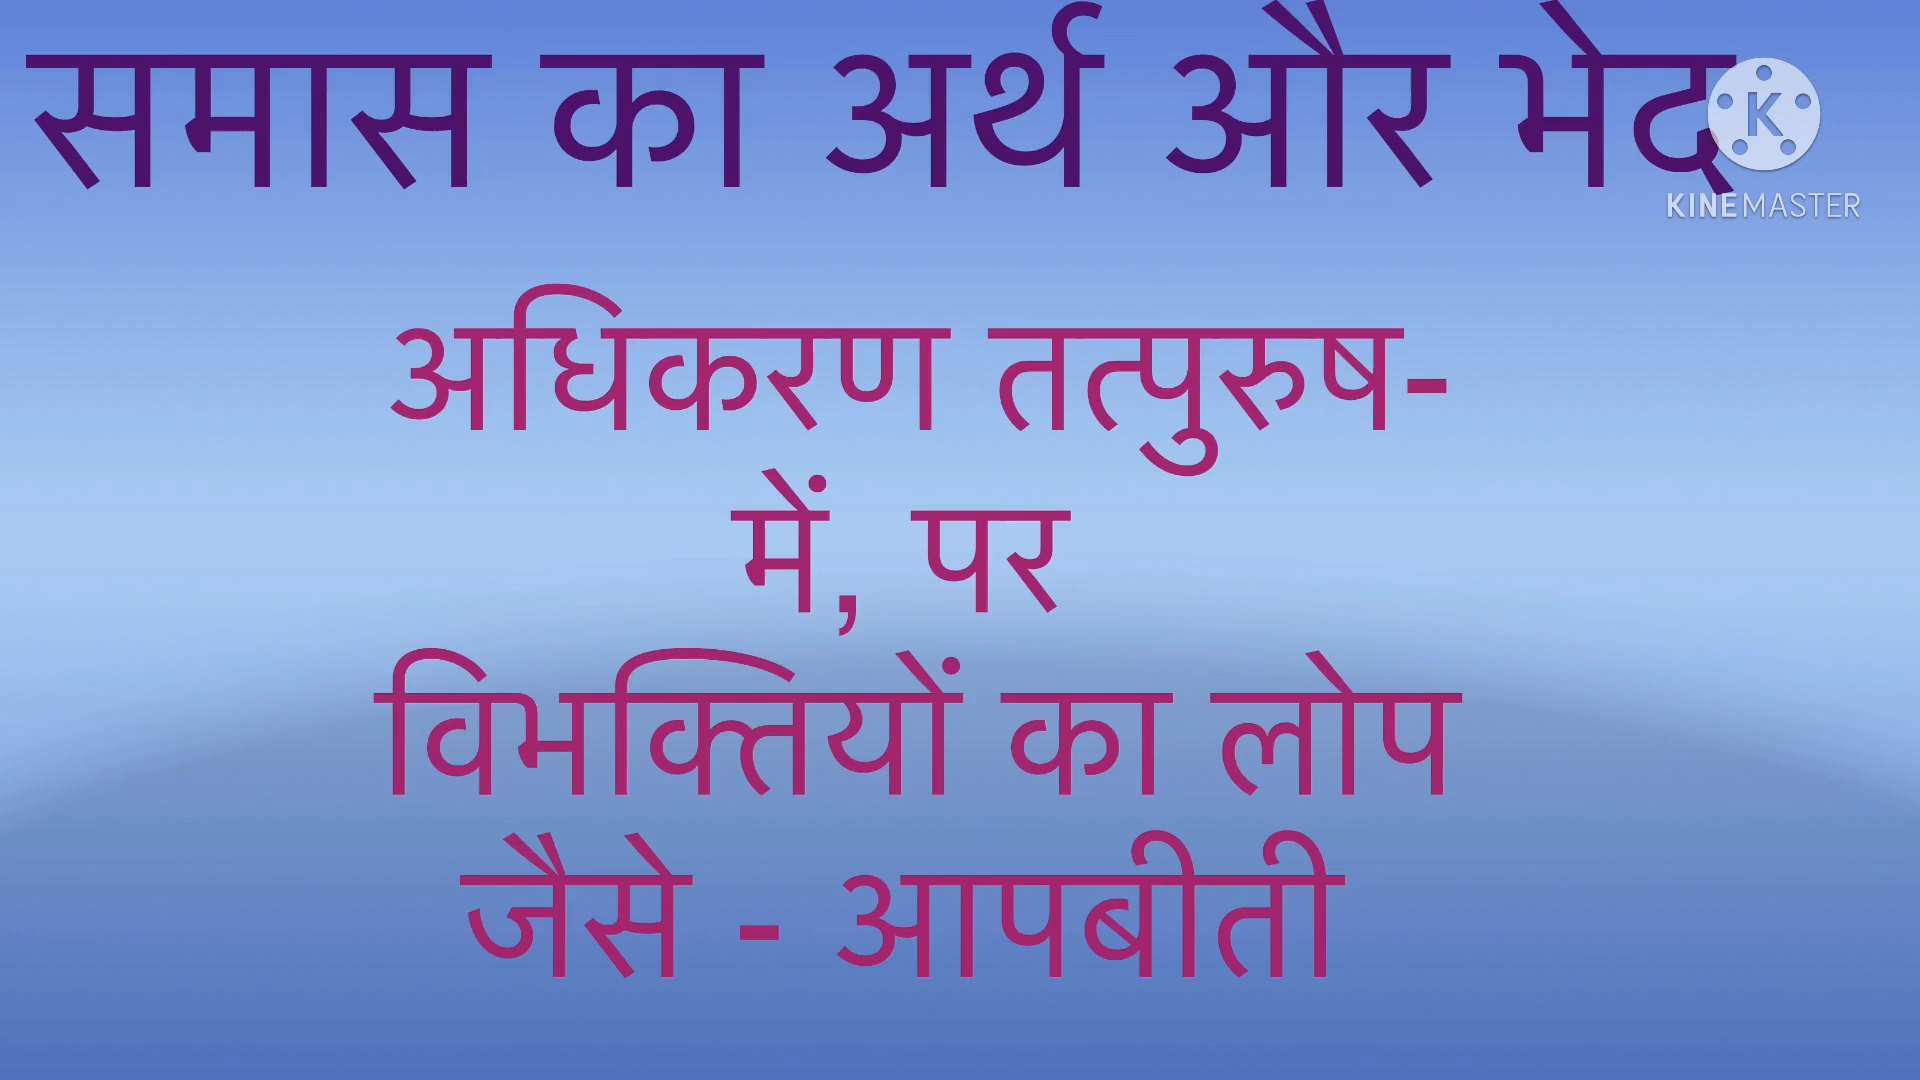 समास का अर्थ और भेद
KINEMASTER
अधिकरण तत्पुरुष-
में, पर
विभक्तियों का लोप
जैसे - आपबीती